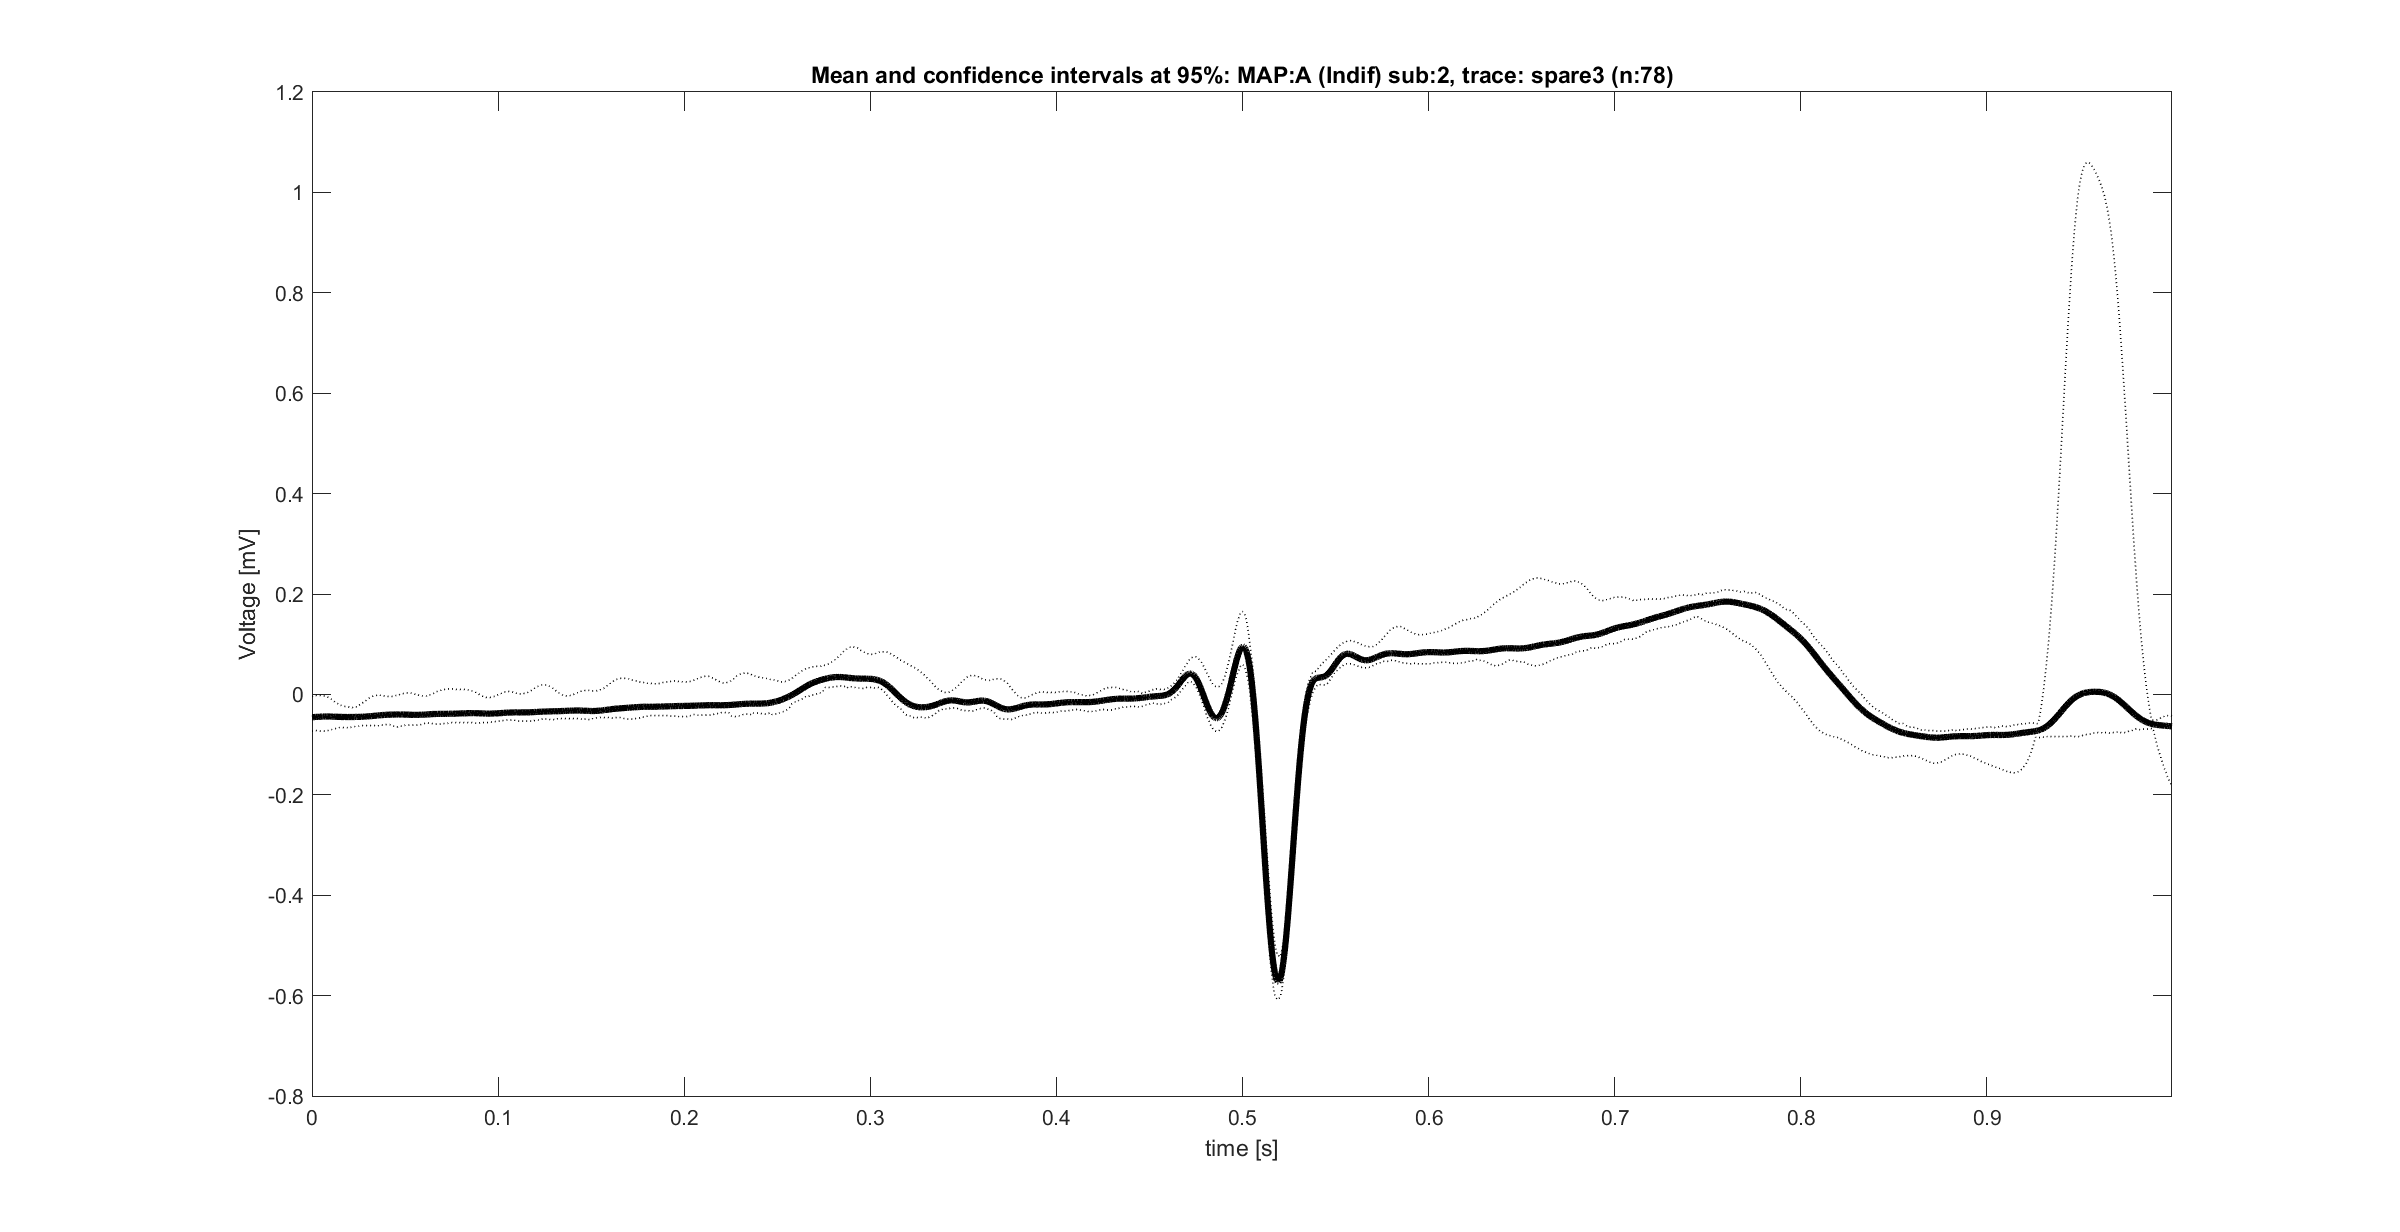 Mean and confidence intervals at 95%: MAP:A (Indif) sub:2, trace: spare3 (n:78)
1.2
1
0.8
0.6
0.4
0.2
0
-0.2
-0.4
-0.6
-0.8
Voltage [mV]
0 0.1 0.2 0.3 0.4 0.5 0.6 0.7 0.8 0.9
time [s]